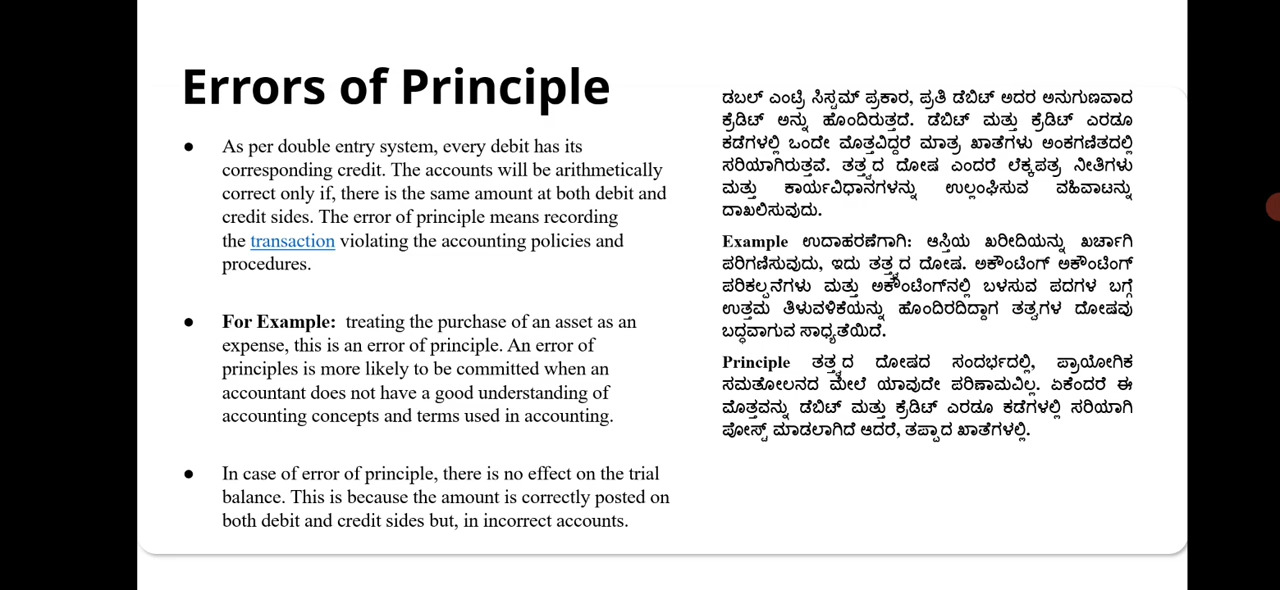 Errors of Principle
● As per double entry system, every debit has its
corresponding credit. The accounts will be arithmetically
correct only if, there is the same amount at both debit and
credit sides. The error of principle means recording
the transaction violating the accounting policies and
procedures.
● For Example: treating the purchase of an asset as an
expense, this is an error of principle. An error of
principles is more likely to be committed when an
accountant does not have a good understanding of
accounting concepts and terms used in accounting.
● In case of error of principle, there is no effect on the trial
balance. This is because the amount is correctly posted on
both debit and credit sides but, in incorrect accounts.
ಡಬಲ್ ಎಂಟ್ರಿ ಸಿಸ್ಟಮ್ ಪ್ರಕಾರ, ಪ್ರತಿ ಡೆಬಿಟ್ ಅದರ ಅನುಗುಣವಾದ
ಕ್ರೆಡಿಟ್ ಅನ್ನು ಹೊಂದಿರುತ್ತದೆ. ಡೆಬಿಟ್ ಮತ್ತು ಕ್ರೆಡಿಟ್ ಎರಡೂ
ಕಡೆಗಳಲ್ಲಿ ಒಂದೇ ಮೊತ್ತವಿದ್ದರೆ ಮಾತ್ರ ಖಾತೆಗಳು ಅಂಕಗಣಿತದಲ್ಲಿ
ಸರಿಯಾಗಿರುತ್ತವೆ. ತತ್ತ್ವದ ದೋಷ ಎಂದರೆ ಲೆಕ್ಕಪತ್ರ ನೀತಿಗಳು
ಮತ್ತು ಕಾರ್ಯವಿಧಾನಗಳನ್ನು ಉಲ್ಲಂಘಿಸುವ ವಹಿವಾಟನ್ನು
ದಾಖಲಿಸುವುದು.
Example ಉದಾಹರಣೆಗಾಗಿ: ಆಸ್ತಿಯ ಖರೀದಿಯನ್ನು ಖರ್ಚಾಗಿ
ಪರಿಗಣಿಸುವುದು, ಇದು ತತ್ತ್ವದ ದೋಷ. ಅಕೌಂಟಿಂಗ್ ಅಕೌಂಟಿಂಗ್
ಪರಿಕಲ್ಪನೆಗಳು ಮತ್ತು ಅಕೌಂಟಿಂಗ್‌ನಲ್ಲಿ ಬಳಸುವ ಪದಗಳ ಬಗ್ಗೆ
ಉತ್ತಮ ತಿಳುವಳಿಕೆಯನ್ನು ಹೊಂದಿರದಿದ್ದಾಗ ತತ್ವಗಳ ದೋಷವು
ಬದ್ಧವಾಗುವ ಸಾಧ್ಯತೆಯಿದೆ.
Principle ತತ್ತ್ವದ ದೋಷದ ಸಂದರ್ಭದಲ್ಲಿ, ಪ್ರಾಯೋಗಿಕ
ಸಮತೋಲನದ ಮೇಲೆ ಯಾವುದೇ ಪರಿಣಾಮವಿಲ್ಲ. ಏಕೆಂದರೆ ಈ
ಮೊತ್ತವನ್ನು ಡೆಬಿಟ್ ಮತ್ತು ಕ್ರೆಡಿಟ್ ಎರಡೂ ಕಡೆಗಳಲ್ಲಿ ಸರಿಯಾಗಿ
ಪೋಸ್ಟ್ ಮಾಡಲಾಗಿದೆ ಆದರೆ, ತಪ್ಪಾದ ಖಾತೆಗಳಲ್ಲಿ.